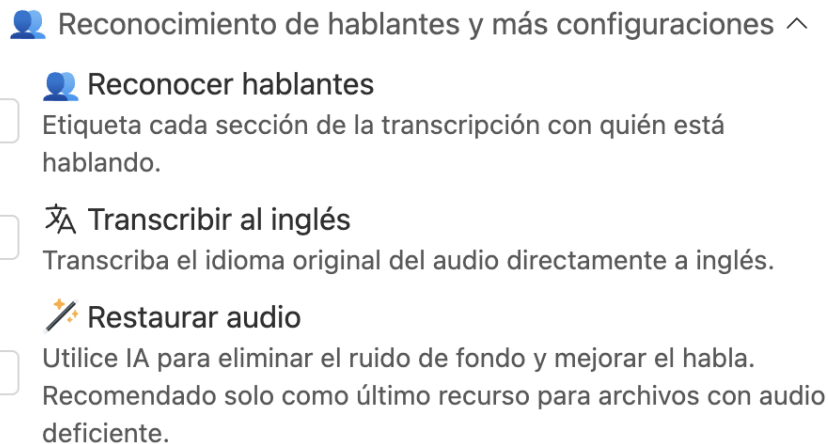 Reconocimiento de hablantes y más configuraciones
Reconocer hablantes
Etiqueta cada sección de la transcripción con quién está
hablando.
Transcribir al inglés
Transcriba el idioma original del audio directamente a inglés.
Restaurar audio
Utilice IA para eliminar el ruido de fondo y mejorar el habla.
Recomendado solo como último recurso para archivos con audio
deficiente.